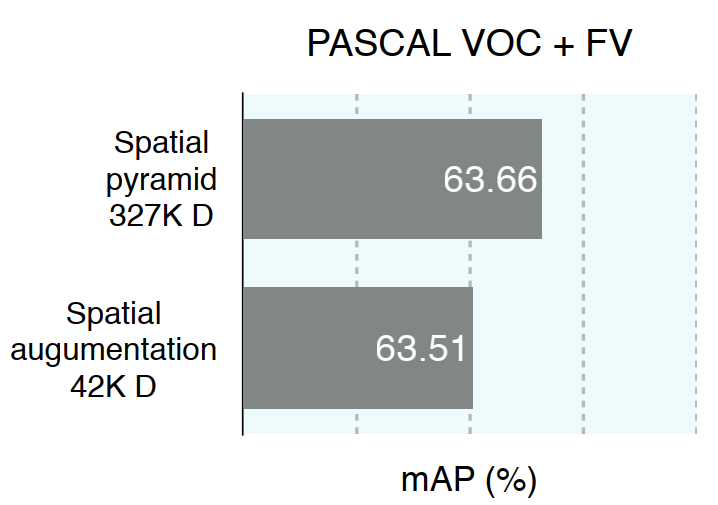 PASCAL VOC + FV
Spatial
pyramid
327K D
63.66
Spatial
augumentation
42K D
63.51
mAP (%)